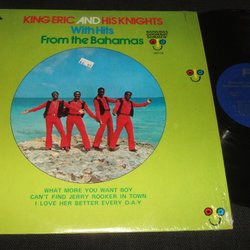 KING ERIC AND HIS KNIGHTS
With Hits
From the Bahamas
WHAT MORE YOU WANT BOY
CAN'T FIND JERRY ROOKER IN TOWN
I LOVE HER BETTER EVERY D-A-Y